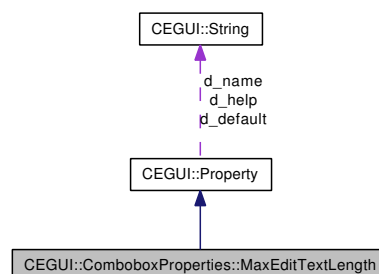 CEGUI::String
d_name
d_help
d_default
CEGUI::Property
CEGUI::ComboboxProperties::MaxEditTextLength